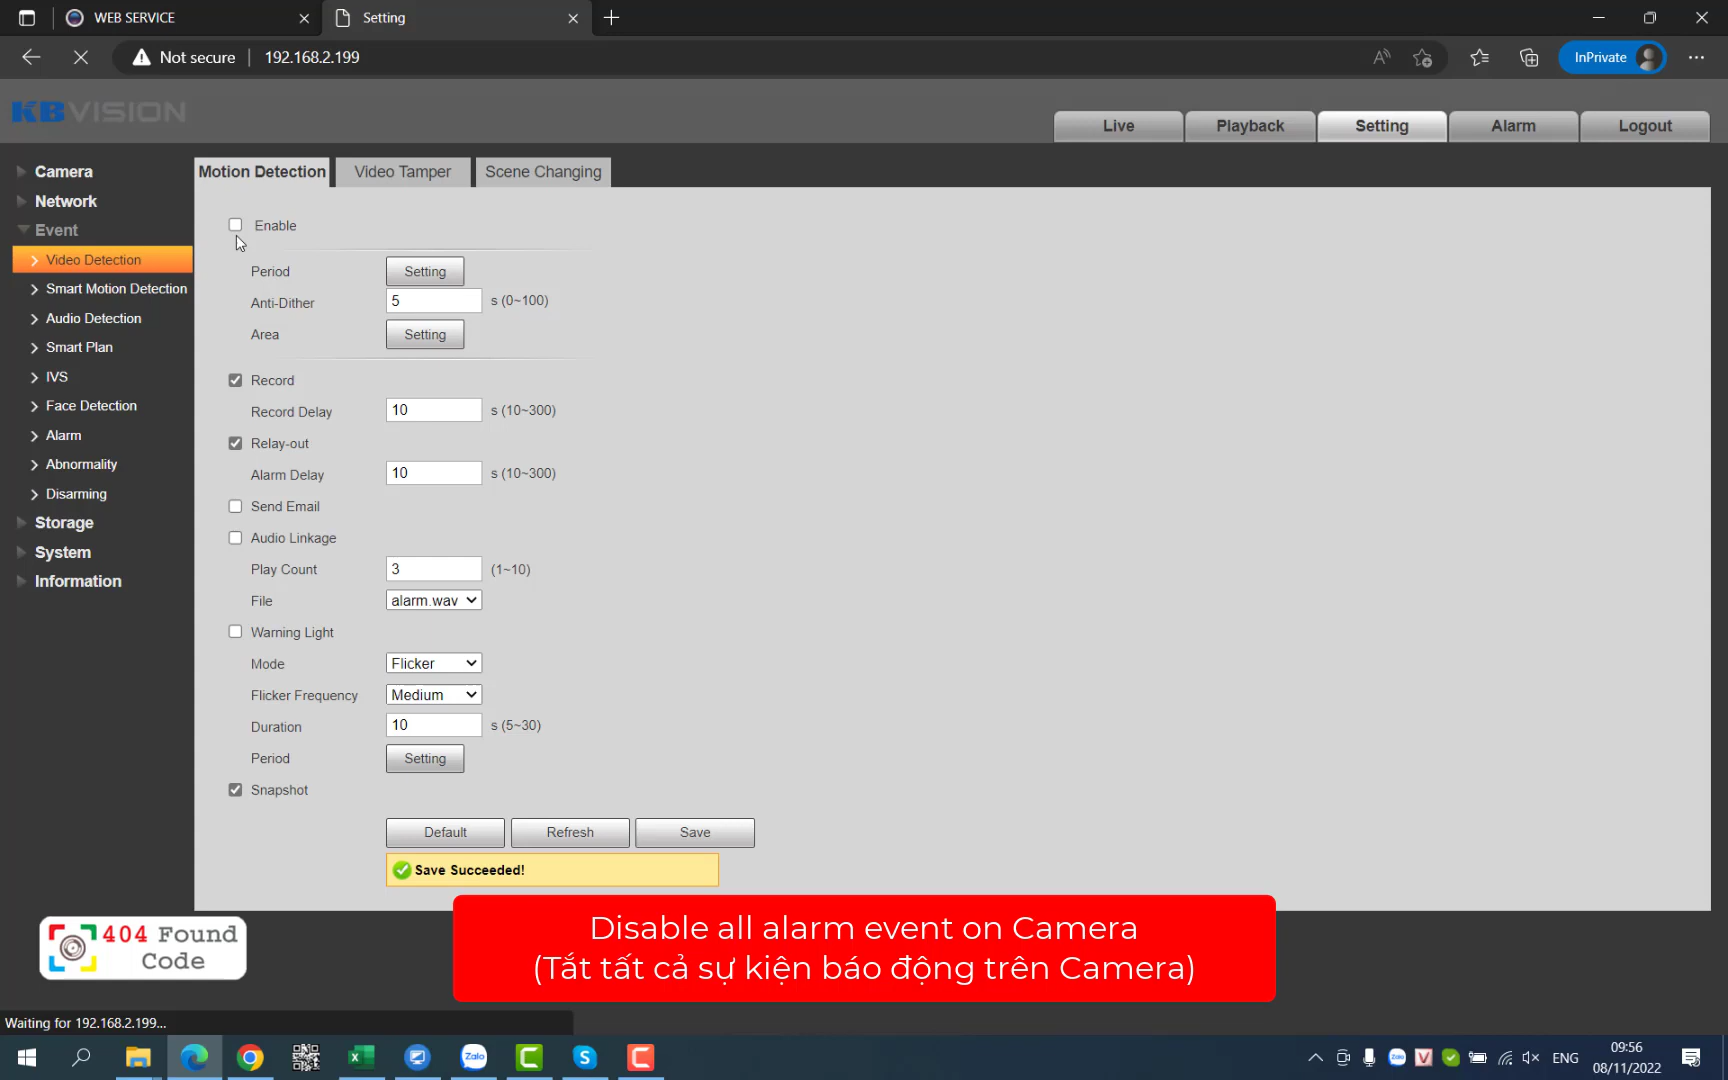 WEB SERVICE
Setting
Not secure
192.168.2.199
InPrivate
KBVISION
Live
Playback
Setting
Alarm
Logout
Camera
Network
Event
Video Detection
Smart Motion Detection
Audio Detection
Smart Plan
IVS
Face Detection
Alarm
Abnormality
Disarming
Storage
System
Information
Motion Detection
Video Tamper
Scene Changing
Enable
Period
Setting
Anti-Dither
5
s (0~100)
Area
Setting
Record
Record Delay
10
s (10~300)
Relay-out
Alarm Delay
10
s (10~300)
Send Email
Audio Linkage
Play Count
3
(1~10)
File
alarm.wav
Warning Light
Mode
Flicker
Flicker Frequency
Medium
Duration
10
s (5~30)
Period
Setting
Snapshot
Default
Refresh
Save
Save Succeeded!
404 Found
Code
Disable all alarm event on Camera
(Tắt tất cả sự kiện báo động trên Camera)
Waiting for 192.168.2.199...
Zalo
ENG
09:56
08/11/2022